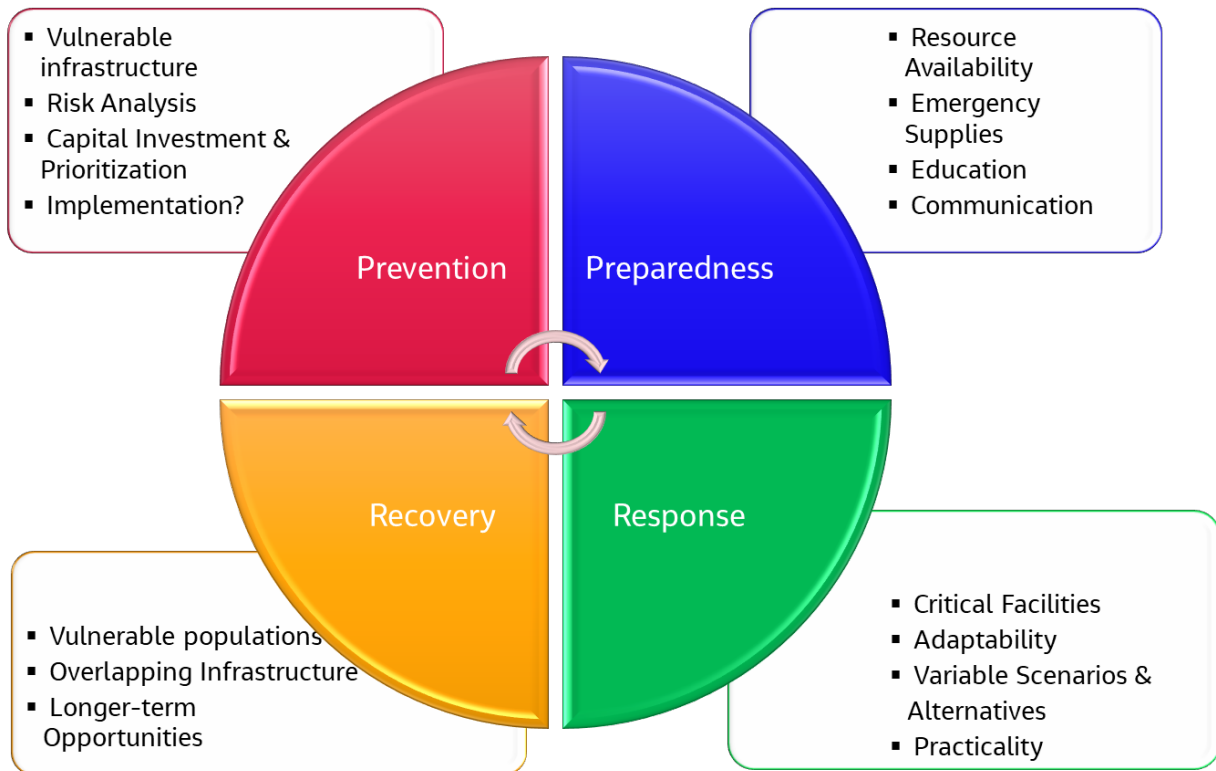 ▪ Vulnerable
infrastructure
▪ Risk Analysis
▪ Capital Investment &
Prioritization
▪ Implementation?
▪ Resource
Availability
▪ Emergency
Supplies
▪ Education
▪ Communication
Prevention
Preparedness
Recovery
Response
▪ Vulnerable populations
▪ Overlapping Infrastructure
▪ Longer-term
Opportunities
▪ Critical Facilities
▪ Adaptability
▪ Variable Scenarios &
Alternatives
▪ Practicality